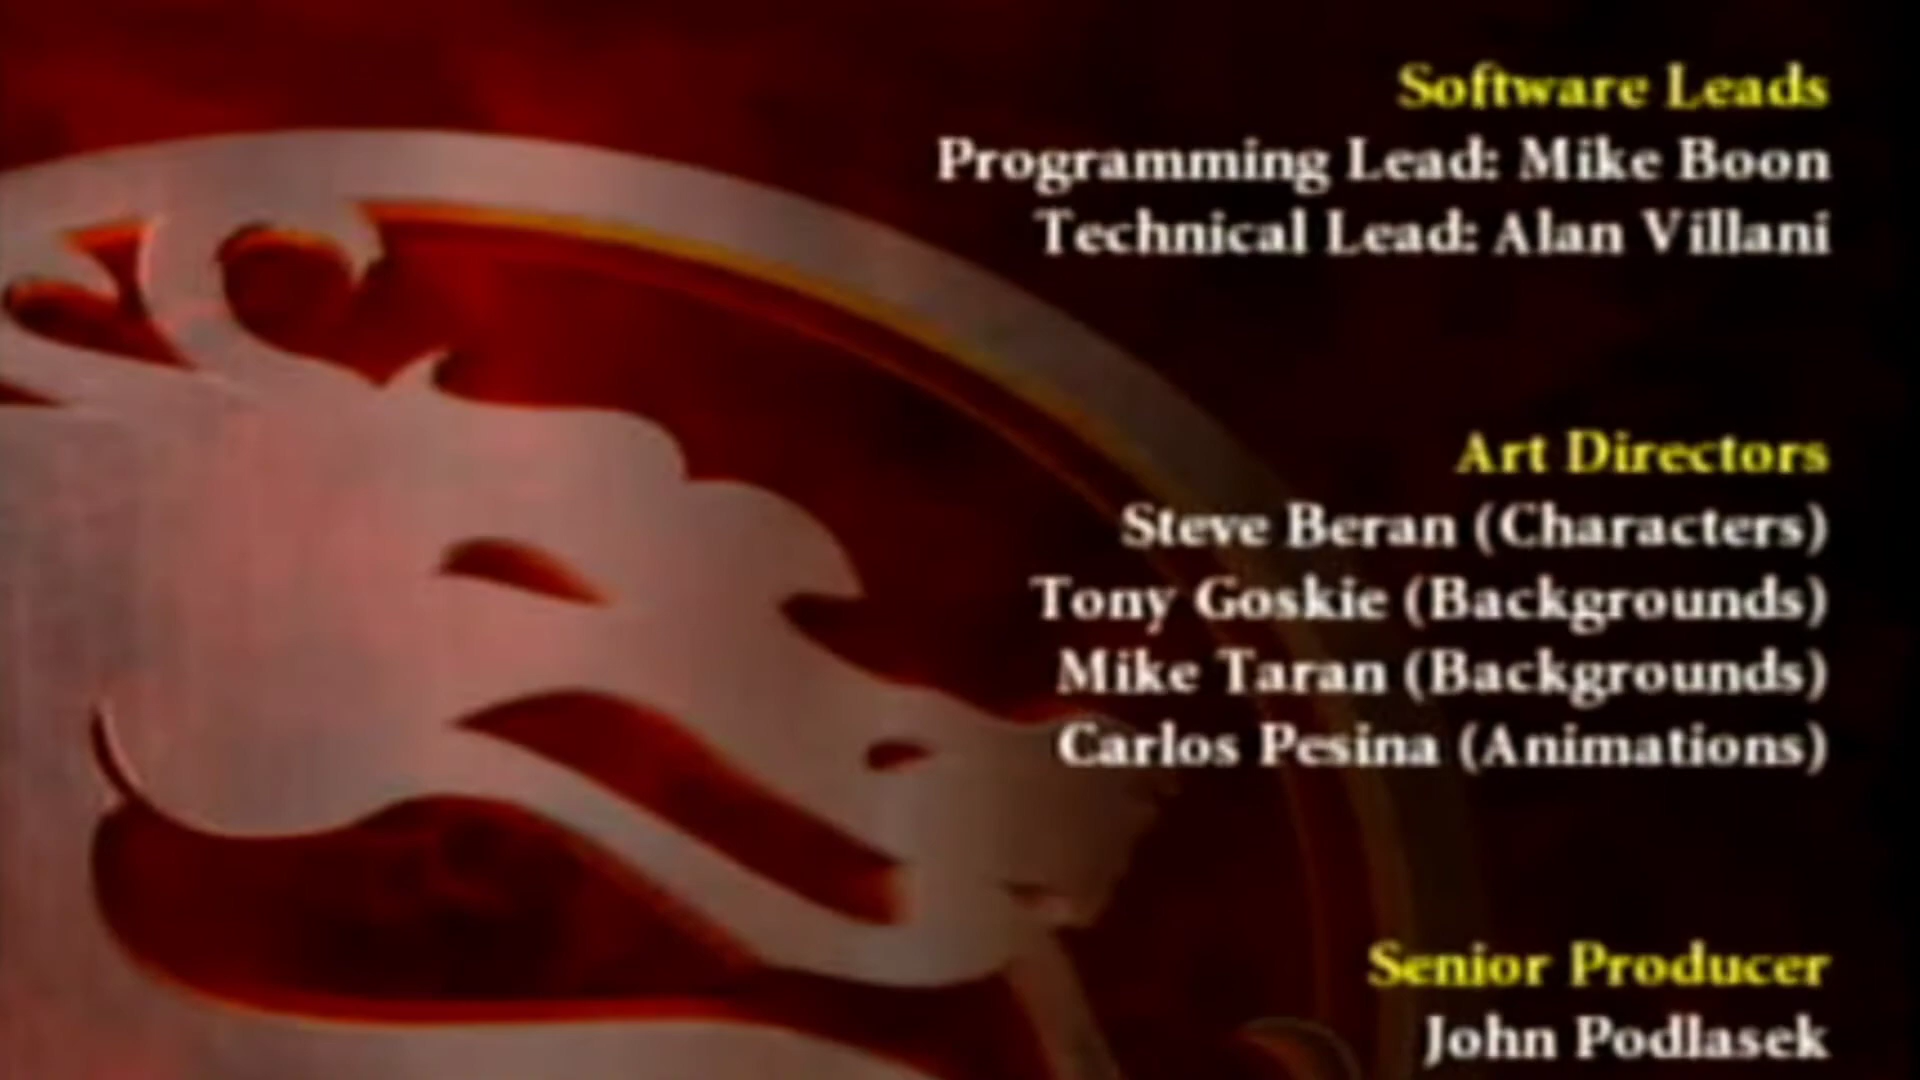 Software Leads
Programming Lead: Mike Boon
Technical Lead: Alan Villani
Art Directors
Steve Beran (Characters)
Tony Goskie (Backgrounds)
Mike Taran (Backgrounds)
Carlos Pesina (Animations)
Senior Producer
John Podlasek